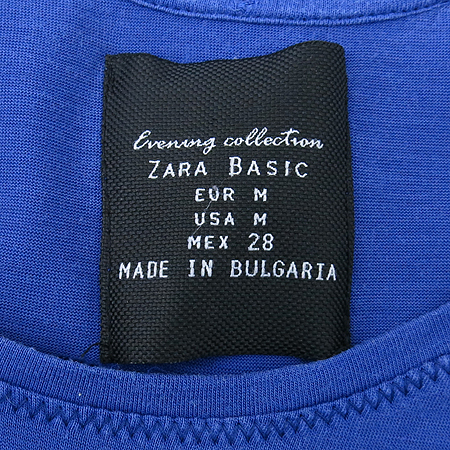 Evening collection
ZARA BASIC
EUR M
USA M
MEX 28
MADE IN BULGARIA